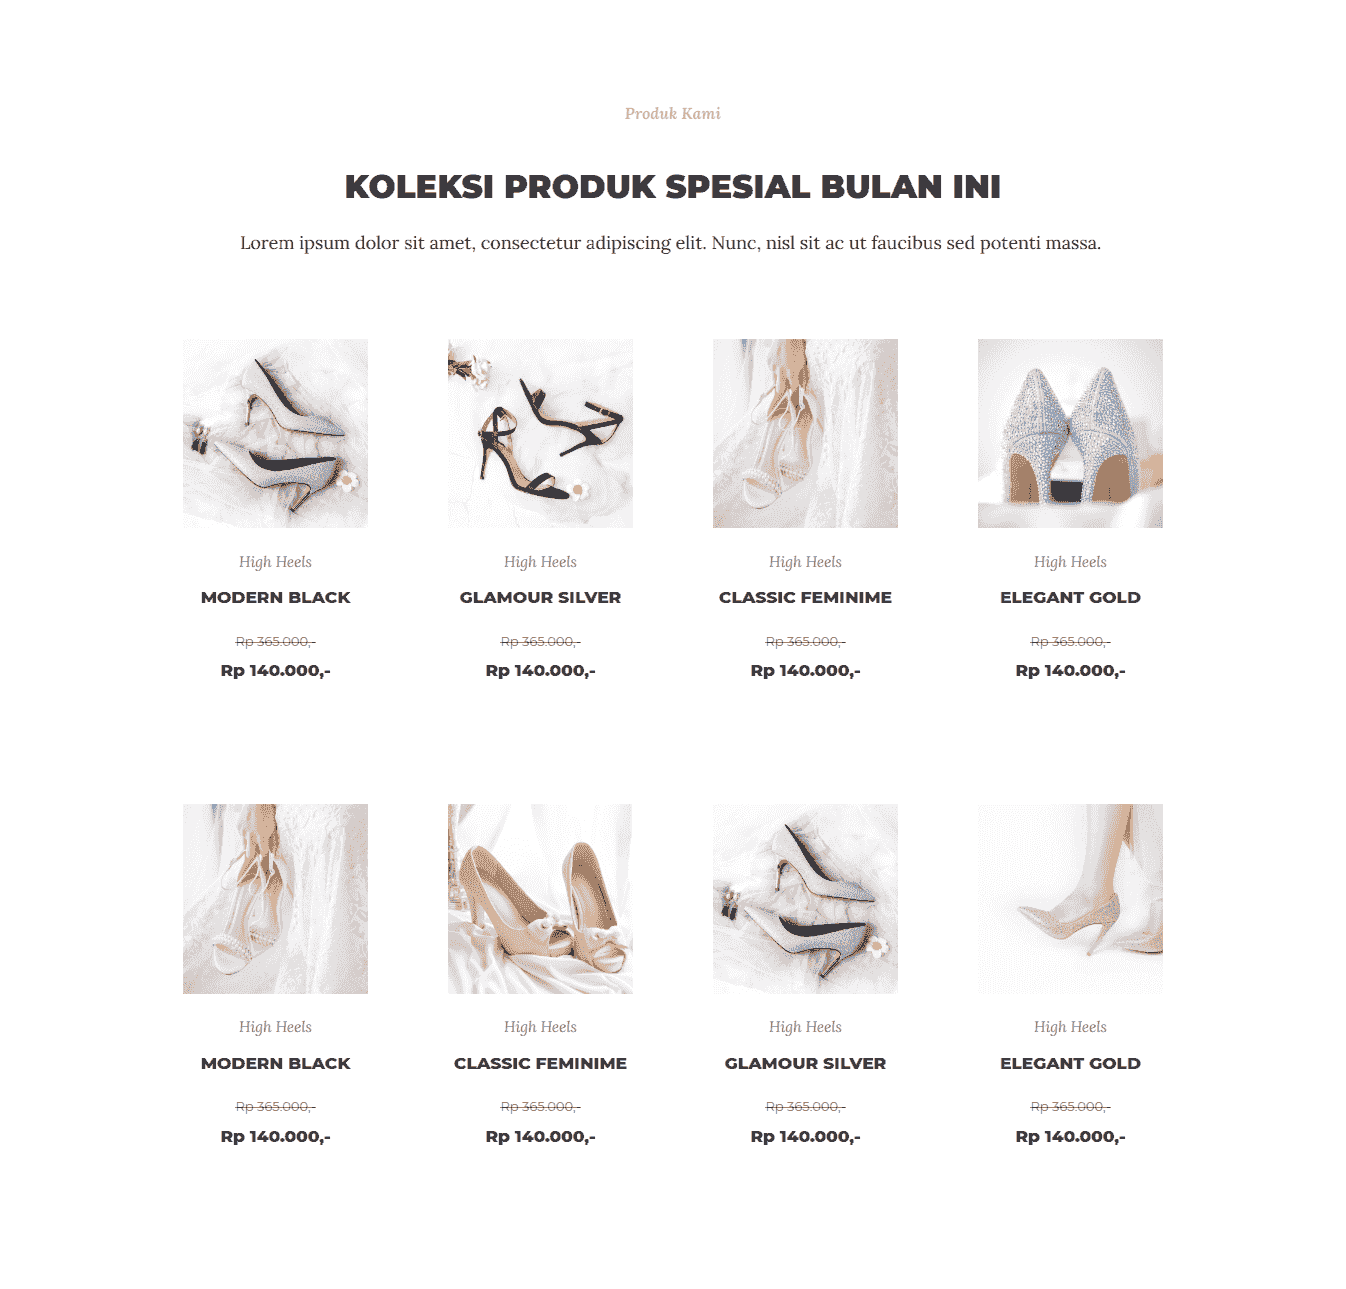 Produk Kami
KOLEKSI PRODUK SPESIAL BULAN INI
Lorem ipsum dolor sit amet, consectetur adipiscing elit. Nunc, nisl sit ac ut faucibus sed potenti massa.
High Heels
MODERN BLACK
Rp 365.000,-
Rp 140.000,-
High Heels
GLAMOUR SILVER
Rp 365.000,-
Rp 140.000,-
High Heels
CLASSIC FEMINIME
Rp 365.000,-
Rp 140.000,-
High Heels
ELEGANT GOLD
Rp 365.000,-
Rp 140.000,-
High Heels
MODERN BLACK
Rp 365.000,-
Rp 140.000,-
High Heels
CLASSIC FEMINIME
Rp 365.000,-
Rp 140.000,-
High Heels
GLAMOUR SILVER
Rp 365.000,-
Rp 140.000,-
High Heels
ELEGANT GOLD
Rp 365.000,-
Rp 140.000,-